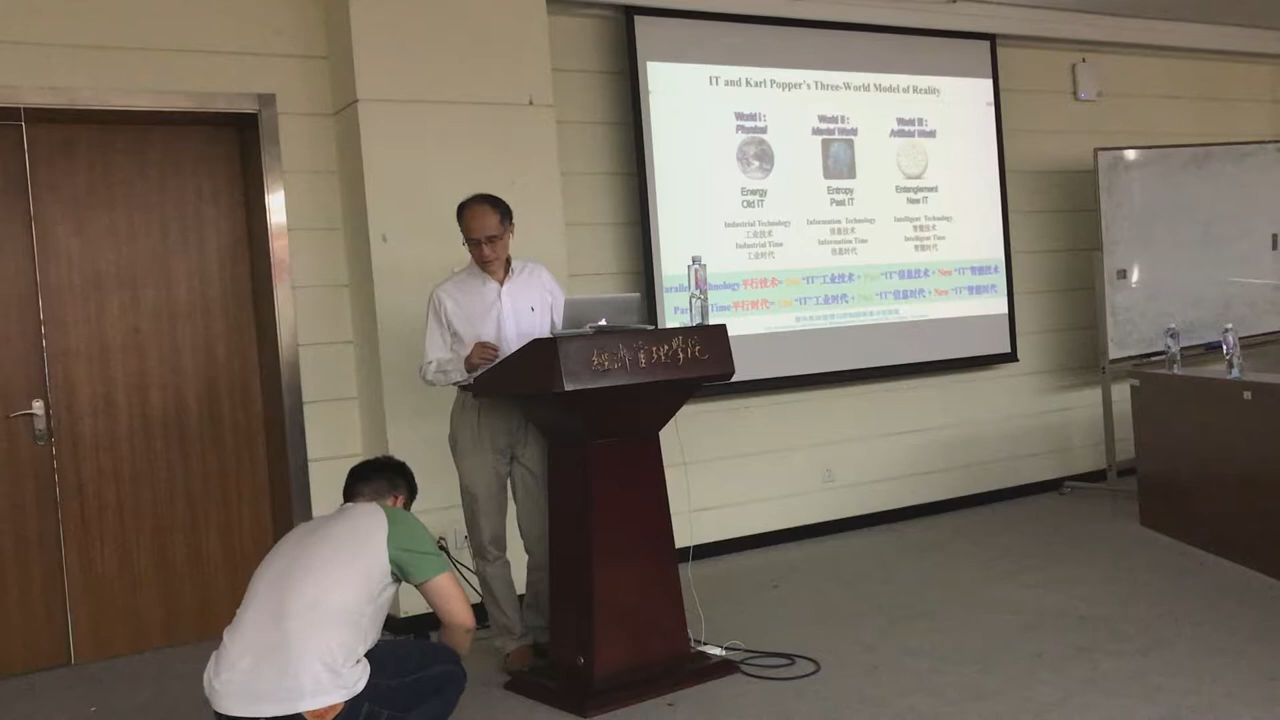 IT and Karl Popper's Three-World Model of Reality
World I :
Physical
World II :
Mental World
World III :
Artificial World
Energy
Old IT
Entropy
Past IT
Entanglement
New IT
Industrial Technology
工业技术
Industrial Time
工业时代
Information Technology
信息技术
Information Time
信息时代
Intelligent Technology
智能技术
Intelligent Time
智能时代
平行技术= "IT"工业技术 + "IT"信息技术 + New "IT"智能技术
Time平行时代= "IT"工业时代 + "IT"信息时代 + New "IT"智能时代
經濟管理學院